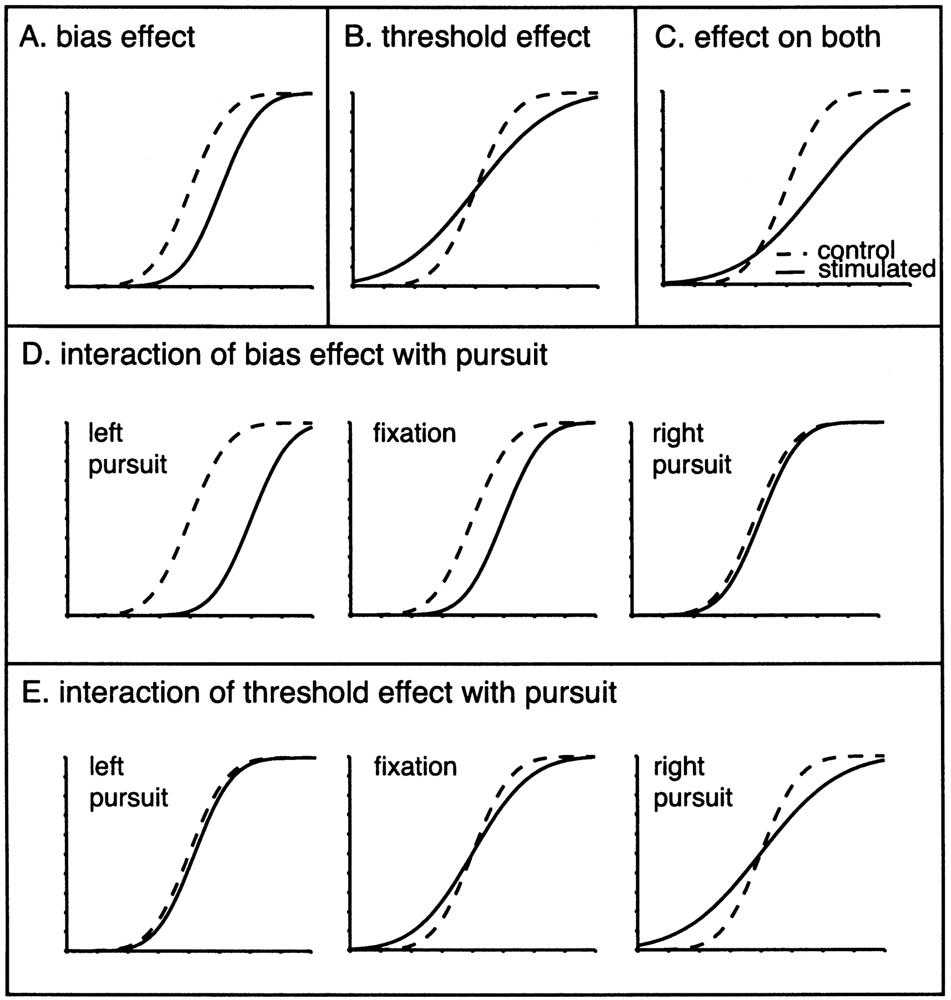 A. bias effect
B. threshold effect
C. effect on both
control
stimulated
D. interaction of bias effect with pursuit
left
pursuit
fixation
right
pursuit
E. interaction of threshold effect with pursuit
left
pursuit
fixation
right
pursuit